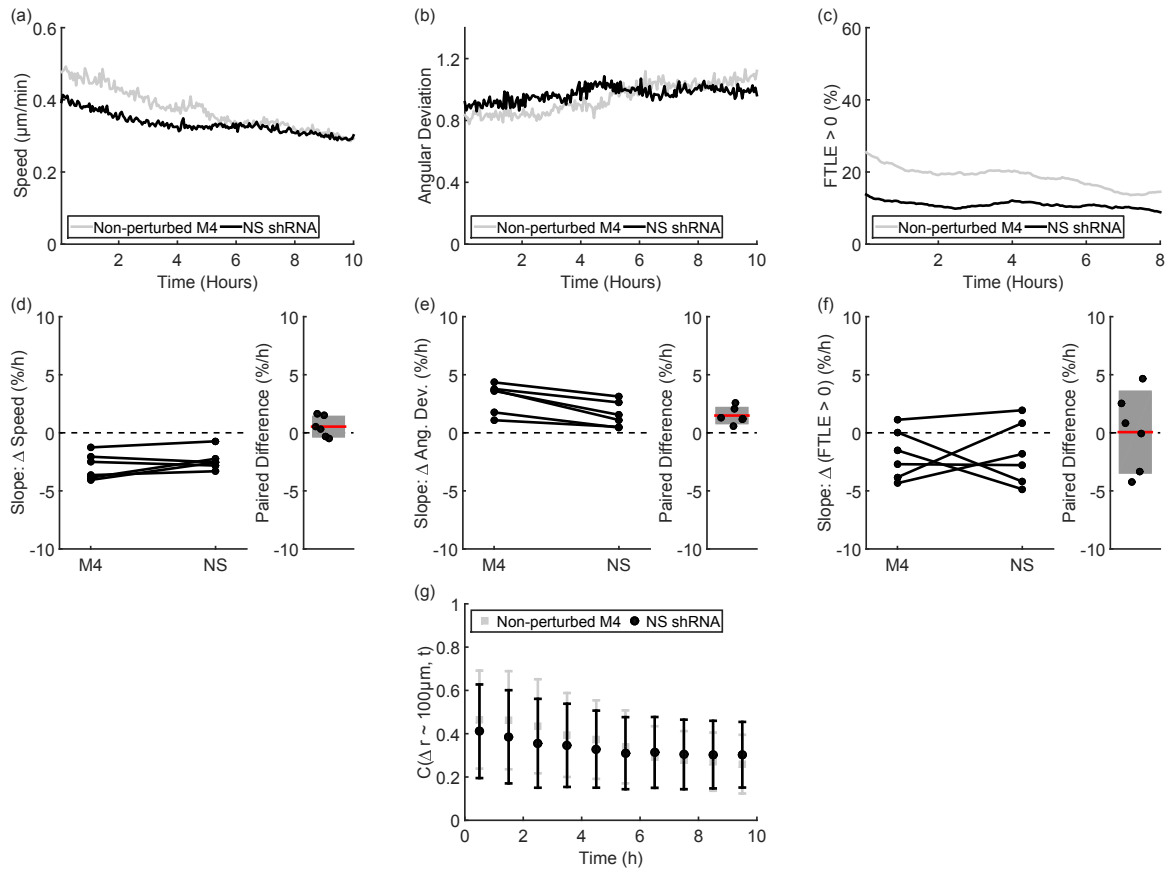 (a)
0.6
0.4
0.2
0
Speed (μm/min)
Non-perturbed M4 NS shRNA
2 4 6 8 10
Time (Hours)
(b)
1.2
0.8
0.4
0
Angular Deviation
Non-perturbed M4 NS shRNA
2 4 6 8 10
Time (Hours)
(c)
60
40
20
0
FTLE > 0 (%)
Non-perturbed M4 NS shRNA
2 4 6 8
Time (Hours)
(d)
10
5
0
-5
-10
Slope: Δ Speed (%/h)
M4 NS
10
5
0
-5
-10
Paired Difference (%/h)
(e)
10
5
0
-5
-10
Slope: Δ Ang. Dev. (%/h)
M4 NS
10
5
0
-5
-10
Paired Difference (%/h)
(f)
10
5
0
-5
-10
Slope: Δ (FTLE > 0) (%/h)
M4 NS
10
5
0
-5
-10
Paired Difference (%/h)
(g)
1
0.8
0.6
0.4
0.2
0
C(Δ r ~ 100μm, t)
Non-perturbed M4 NS shRNA
0 2 4 6 8 10
Time (h)